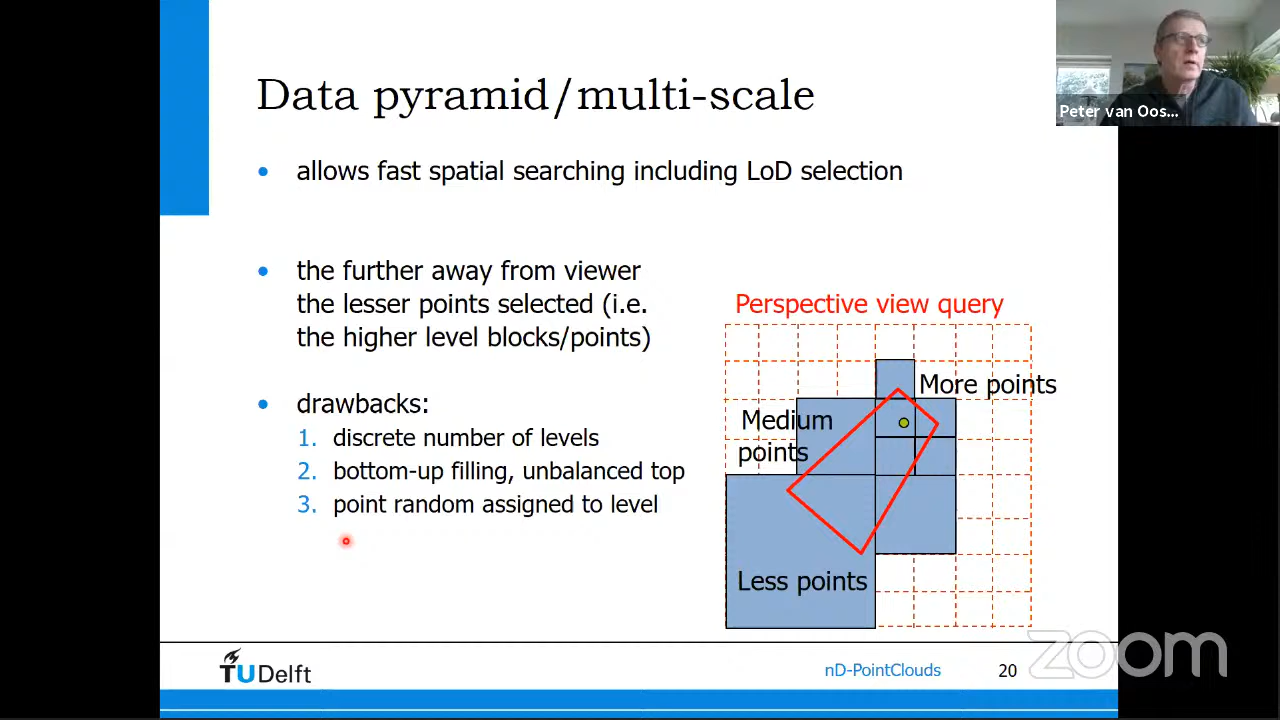 Data pyramid/multi-scale
Peter van Oos...
• allows fast spatial searching including LoD selection
• the further away from viewer
the lesser points selected (i.e.
the higher level blocks/points)
• drawbacks:
1. discrete number of levels
2. bottom-up filling, unbalanced top
3. point random assigned to level
Perspective view query
More points
Medium
points
Less points
TUDelft
nD-PointClouds
20
zoom